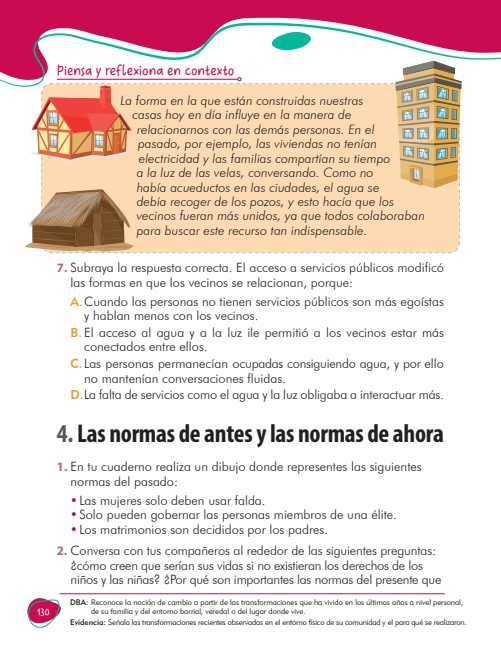 Piensa y reflexiona en contexto
La forma en la que están construidas nuestras
casas hoy en día influye en la manera de
relacionarnos con las demás personas. En el
pasado, por ejemplo, las viviendas no tenían
electricidad y las familias compartían su tiempo
a la luz de las velas, conversando. Como no
había acueductos en las ciudades, el agua se
debía recoger de los pozos, y esto hacía que los
vecinos fueran más unidos, ya que todos colaboraban
para buscar este recurso tan indispensable.
7. Subraya la respuesta correcta. El acceso a servicios públicos modificó
las formas en que los vecinos se relacionan, porque:
A. Cuando las personas no tienen servicios públicos son más egoístas
y hablan menos con los vecinos.
B. El acceso al agua y a la luz ile permitió a los vecinos estar más
conectados entre ellos.
C. Las personas permanecían ocupadas consiguiendo agua, y por ello
no mantenían conversaciones fluidas.
D. La falta de servicios como el agua y la luz obligaba a interactuar más.
4. Las normas de antes y las normas de ahora
1. En tu cuaderno realiza un dibujo donde representes las siguientes
normas del pasado:
• Las mujeres solo deben usar falda.
• Solo pueden gobernar las personas miembros de una élite.
• Los matrimonios son decididos por los padres.
2. Conversa con tus compañeros al rededor de las siguientes preguntas:
¿cómo creen que serían sus vidas si no existieran los derechos de los
niños y las niñas? ¿Por qué son importantes las normas del presente que
130
DBA: Reconoce la noción de cambio a partir de las transformaciones que ha vivido en los últimos años a nivel personal,
de su familia y del entorno barrial, veredal o del lugar donde vive.
Evidencia: Señala las transformaciones recientes observadas en el entorno físico de su comunidad y el para qué se realizaron.